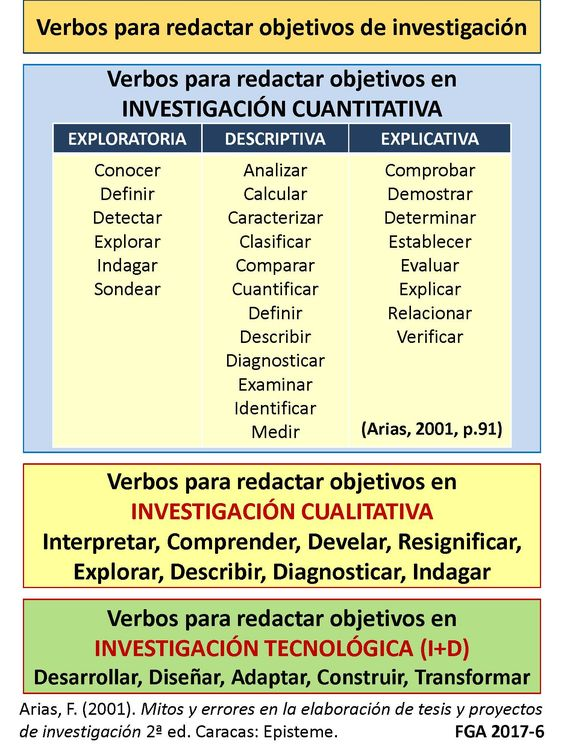 Verbos para redactar objetivos de investigación
Verbos para redactar objetivos en
INVESTIGACIÓN CUANTITATIVA
EXPLORATORIA DESCRIPTIVA EXPLICATIVA
Conocer Analizar Comprobar
Definir Calcular Demostrar
Detectar Caracterizar Determinar
Explorar Clasificar Establecer
Indagar Comparar Evaluar
Sondear Cuantificar Explicar
Definir Relacionar
Describir Verificar
Diagnosticar
Examinar
Identificar
Medir (Arias, 2001, p.91)
Verbos para redactar objetivos en
INVESTIGACIÓN CUALITATIVA
Interpretar, Comprender, Develar, Resignificar,
Explorar, Describir, Diagnosticar, Indagar
Verbos para redactar objetivos en
INVESTIGACIÓN TECNOLÓGICA (I+D)
Desarrollar, Diseñar, Adaptar, Construir, Transformar
Arias, F. (2001). Mitos y errores en la elaboración de tesis y proyectos
de investigación 2ª ed. Caracas: Episteme. FGA 2017-6